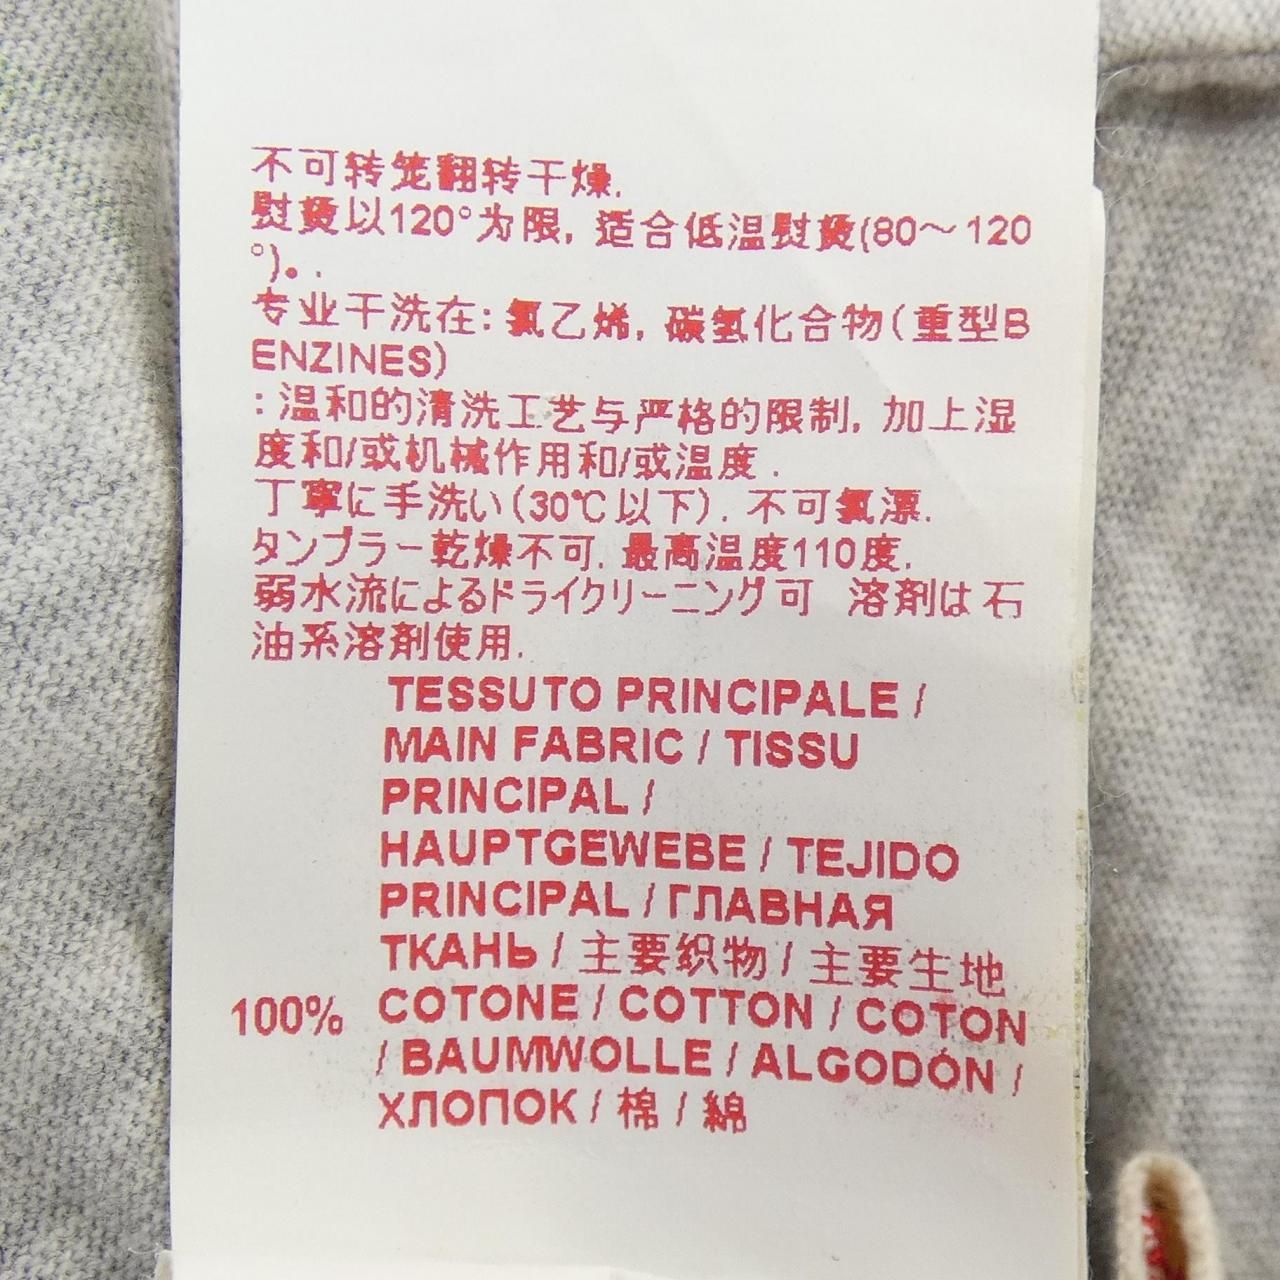 不可转笼翻转干燥.
熨烫以120°为限, 适合低温熨烫(80～120
°)。.
专业干洗在: 氯乙烯, 碳氢化合物(重型B
ENZINES)
: 温和的清洗工艺与严格的限制, 加上湿
度和/或机械作用和/或温度.
丁寧に手洗い(30℃以下). 不可氯漂.
タンブラー乾燥不可. 最高温度110度.
弱水流によるドライクリーニング可 溶剤は石
油系溶剤使用.
TESSUTO PRINCIPALE /
MAIN FABRIC / TISSU
PRINCIPAL /
HAUPTGEWEBE / TEJIDO
PRINCIPAL / ГЛАВНАЯ
ТКАНЬ / 主要织物 / 主要生地
100% COTONE / COTTON / COTON
/ BAUMWOLLE / ALGODÓN /
ХЛОПОК / 棉 / 綿